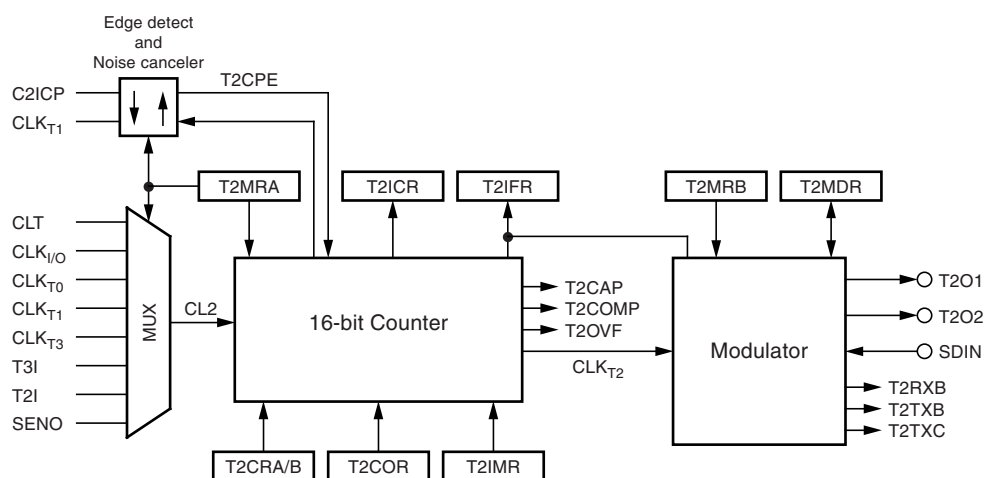 Edge detect
and
Noise canceler
C2ICP
T2CPE
CLKT1
T2MRA
T2ICR
T2IFR
T2MRB
T2MDR
CLT
CLKI/O
CLKT0
CLKT1
CLKT3
T3I
T2I
SENO
MUX
CL2
16-bit Counter
T2CAP
T2COMP
T2OVF
CLKT2
Modulator
T2O1
T2O2
SDIN
T2RXB
T2TXB
T2TXC
T2CRA/B
T2COR
T2IMR